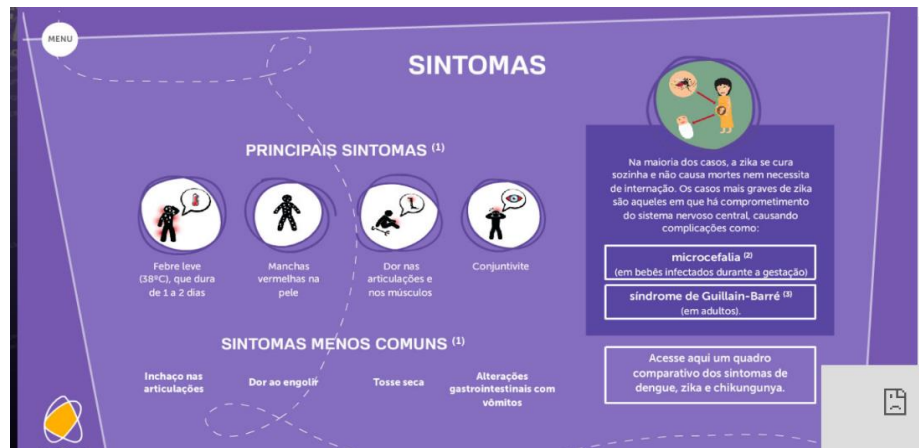 MENU
SINTOMAS
PRINCIPAIS SINTOMAS (1)
Febre leve
(38ºC), que dura
de 1 a 2 dias
Manchas
vermelhas na
pele
Dor nas
articulações e
nos músculos
Conjuntivite
SINTOMAS MENOS COMUNS (1)
Inchaço nas
articulações
Dor ao engolir
Tosse seca
Alterações
gastrointestinais com
vômitos
Na maioria dos casos, a zika se cura
sozinha e não causa mortes nem necessita
de internação. Os casos mais graves de zika
são aqueles em que há comprometimento
do sistema nervoso central, causando
complicações como:
microcefalia (2)
(em bebês infectados durante a gestação)
síndrome de Guillain-Barré (3)
(em adultos).
Acesse aqui um quadro
comparativo dos sintomas de
dengue, zika e chikungunya.